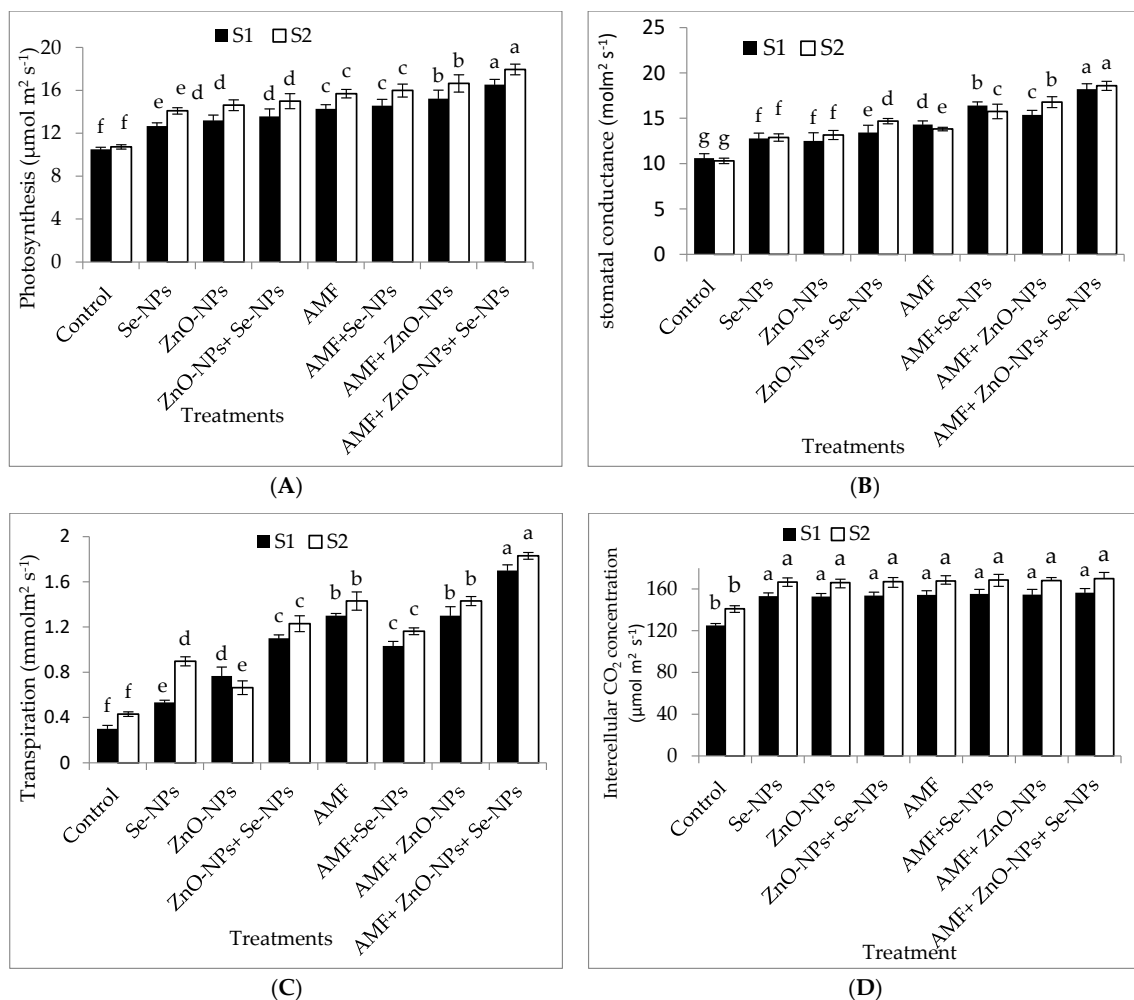 S1 S2
Photosynthesis (µmol m² s⁻¹)
20
16
12
8
4
0
f f e e d d d d c c c c b b a a
Control
Se-NPs
ZnO-NPs
ZnO-NPs+ Se-NPs
AMF
AMF+Se-NPs
AMF+ ZnO-NPs
AMF+ ZnO-NPs+ Se-NPs
Treatments
(A)
S1 S2
stomatal conductance (molm² s⁻¹)
25
20
15
10
5
0
g g f f f f e d d e b c c b a a
Control
Se-NPs
ZnO-NPs
ZnO-NPs+ Se-NPs
AMF
AMF+Se-NPs
AMF+ ZnO-NPs
AMF+ ZnO-NPs+ Se-NPs
Treatments
(B)
S1 S2
Transpiration (mmolm² s⁻¹)
2
1.6
1.2
0.8
0.4
0
f f e d d e c c b b c c b b a a
Control
Se-NPs
ZnO-NPs
ZnO-NPs+ Se-NPs
AMF
AMF+Se-NPs
AMF+ ZnO-NPs
AMF+ ZnO-NPs+ Se-NPs
Treatments
(C)
S1 S2
Intercellular CO₂ concentration
(µmol m² s⁻¹)
160
120
80
40
0
b b a a a a a a a a a a a a a a
Control
Se-NPs
ZnO-NPs
ZnO-NPs+ Se-NPs
AMF
AMF+Se-NPs
AMF+ ZnO-NPs
AMF+ ZnO-NPs+ Se-NPs
Treatment
(D)